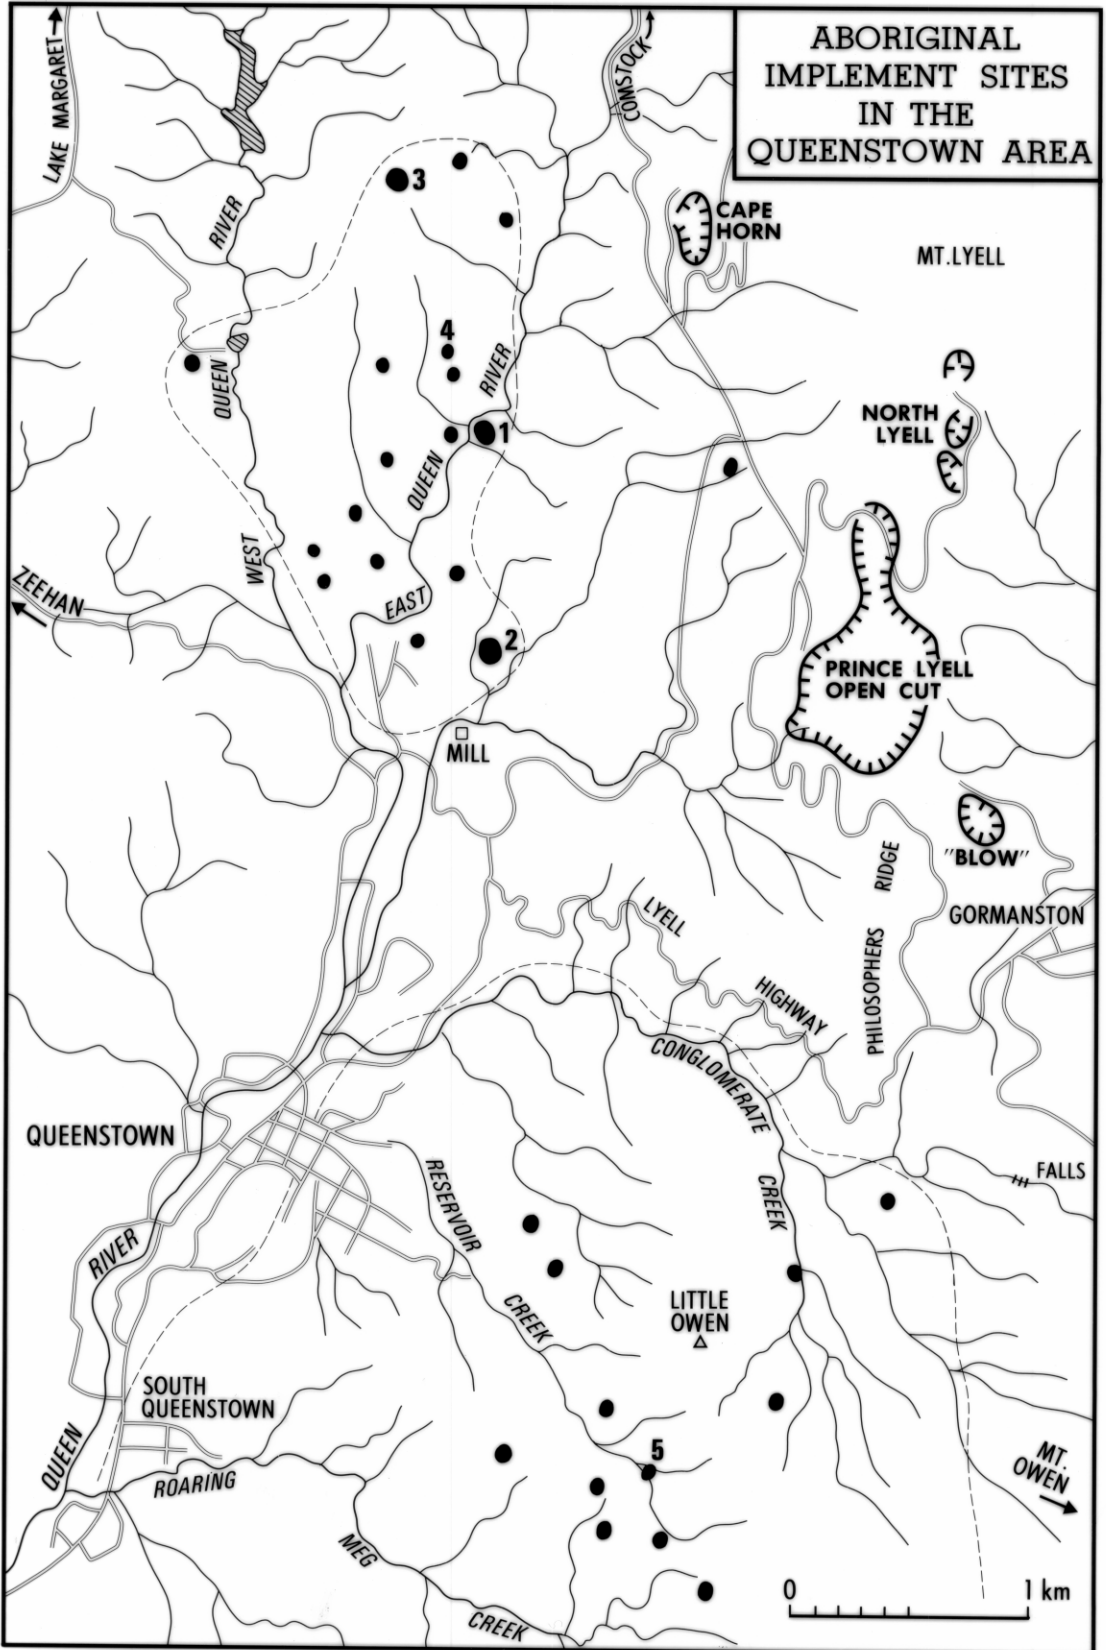 ABORIGINAL
IMPLEMENT SITES
IN THE
QUEENSTOWN AREA
LAKE MARGARET
COMSTOCK
RIVER
3
CAPE
HORN
MT. LYELL
4
RIVER
QUEEN
NORTH
LYELL
1
QUEEN
WEST
ZEEHAN
EAST
2
PRINCE LYELL
OPEN CUT
MILL
"BLOW"
RIDGE
PHILOSOPHERS
GORMANSTON
LYELL
HIGHWAY
CONGLOMERATE
CREEK
QUEENSTOWN
FALLS
RESERVOIR
CREEK
RIVER
QUEEN
LITTLE
OWEN
SOUTH
QUEENSTOWN
5
MT.
OWEN
ROARING
MEG
CREEK
0 1 km